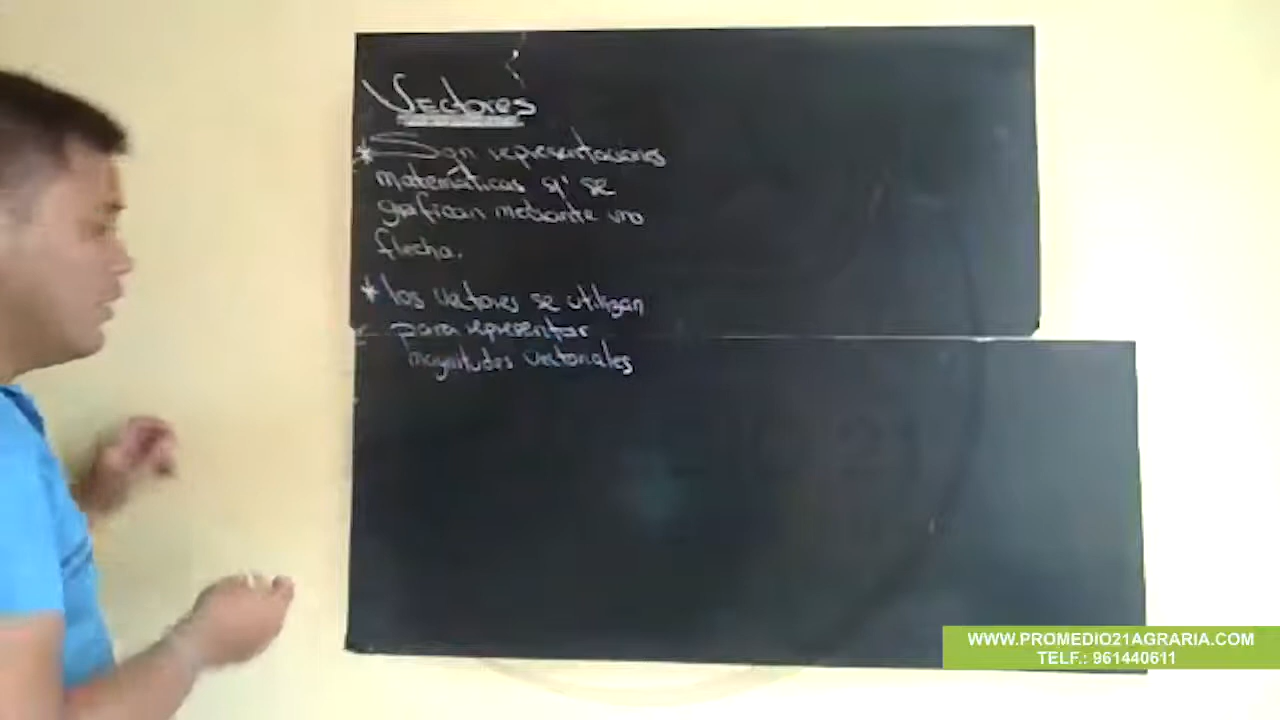 Vectores
* Son representaciones
matemáticas q' se
grafican mediante una
flecha.
* los vectores se utilizan
para representar
magnitudes vectoriales
WWW.PROMEDIO21AGRARIA.COM
TELF.: 961440611